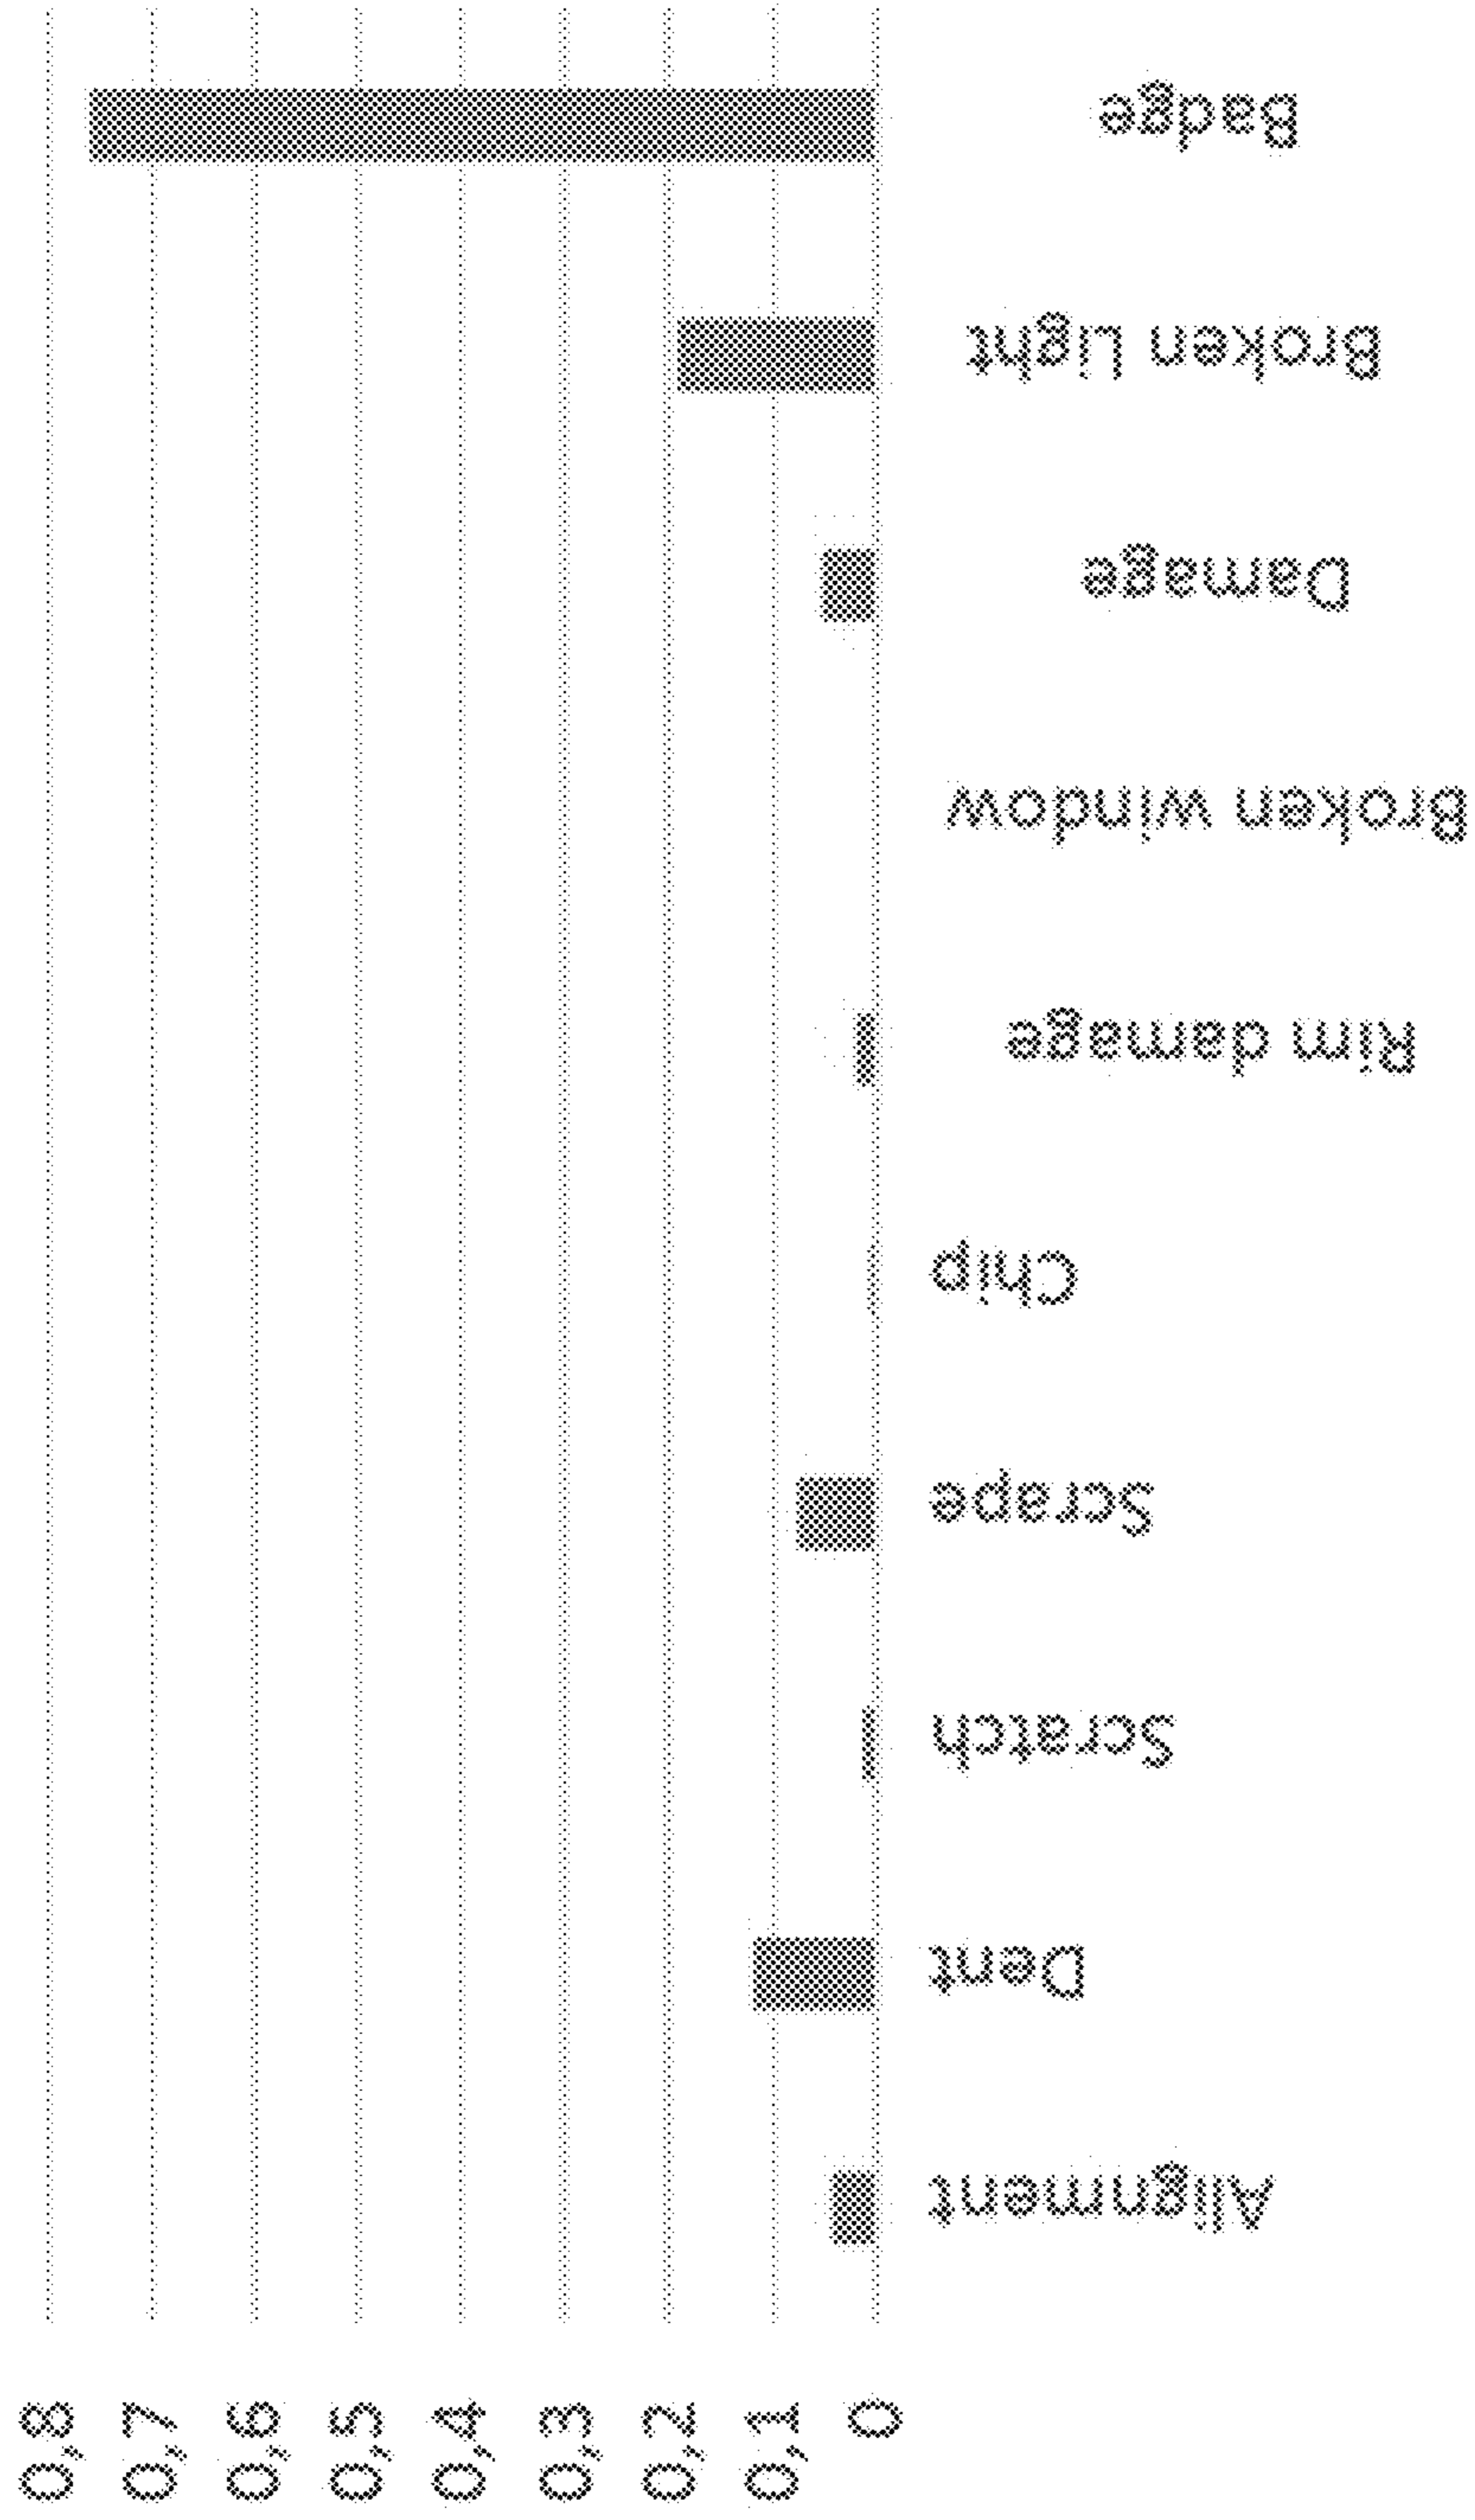 0,8
0,7
0,6
0,5
0,4
0,3
0,2
0,1
0
Alignment
Dent
Scratch
Scrape
Chip
Rim damage
Broken window
Damage
Broken Light
Badge